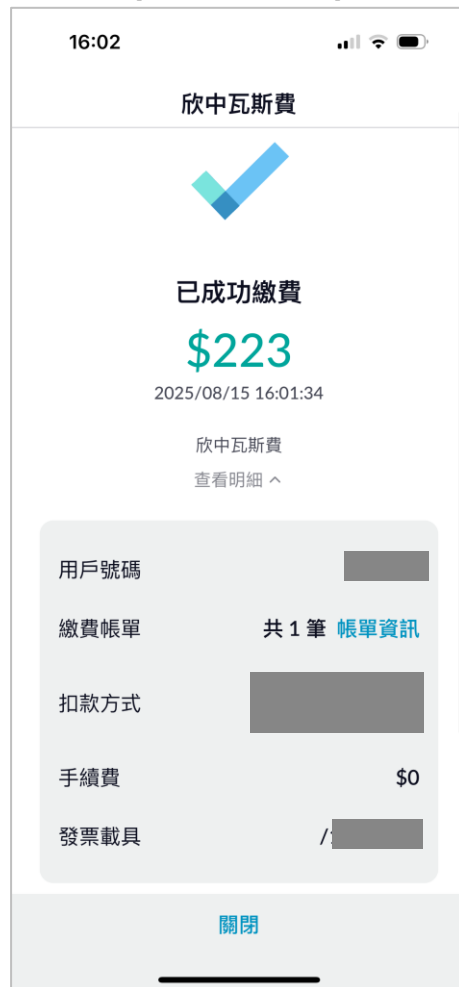 16:02
欣中瓦斯費
已成功繳費
$223
2025/08/15 16:01:34
欣中瓦斯費
查看明細
用戶號碼
繳費帳單 共 1 筆 帳單資訊
扣款方式
手續費 $0
發票載具 /
關閉